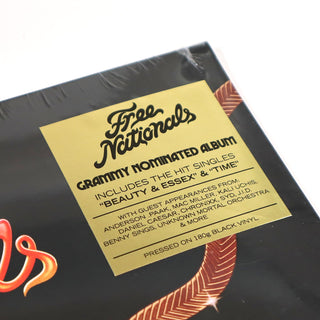 Free
Nationals
GRAMMY NOMINATED ALBUM
INCLUDES THE HIT SINGLES
"BEAUTY & ESSEX" & "TIME"
WITH GUEST APPEARANCES FROM
ANDERSON .PAAK, MAC MILLER, KALI UCHIS,
DANIEL CAESAR, CHRONIXX, SYD, J.I.D.,
BENNY SINGS, UNKNOWN MORTAL ORCHESTRA
& MORE
PRESSED ON 180g BLACK VINYL